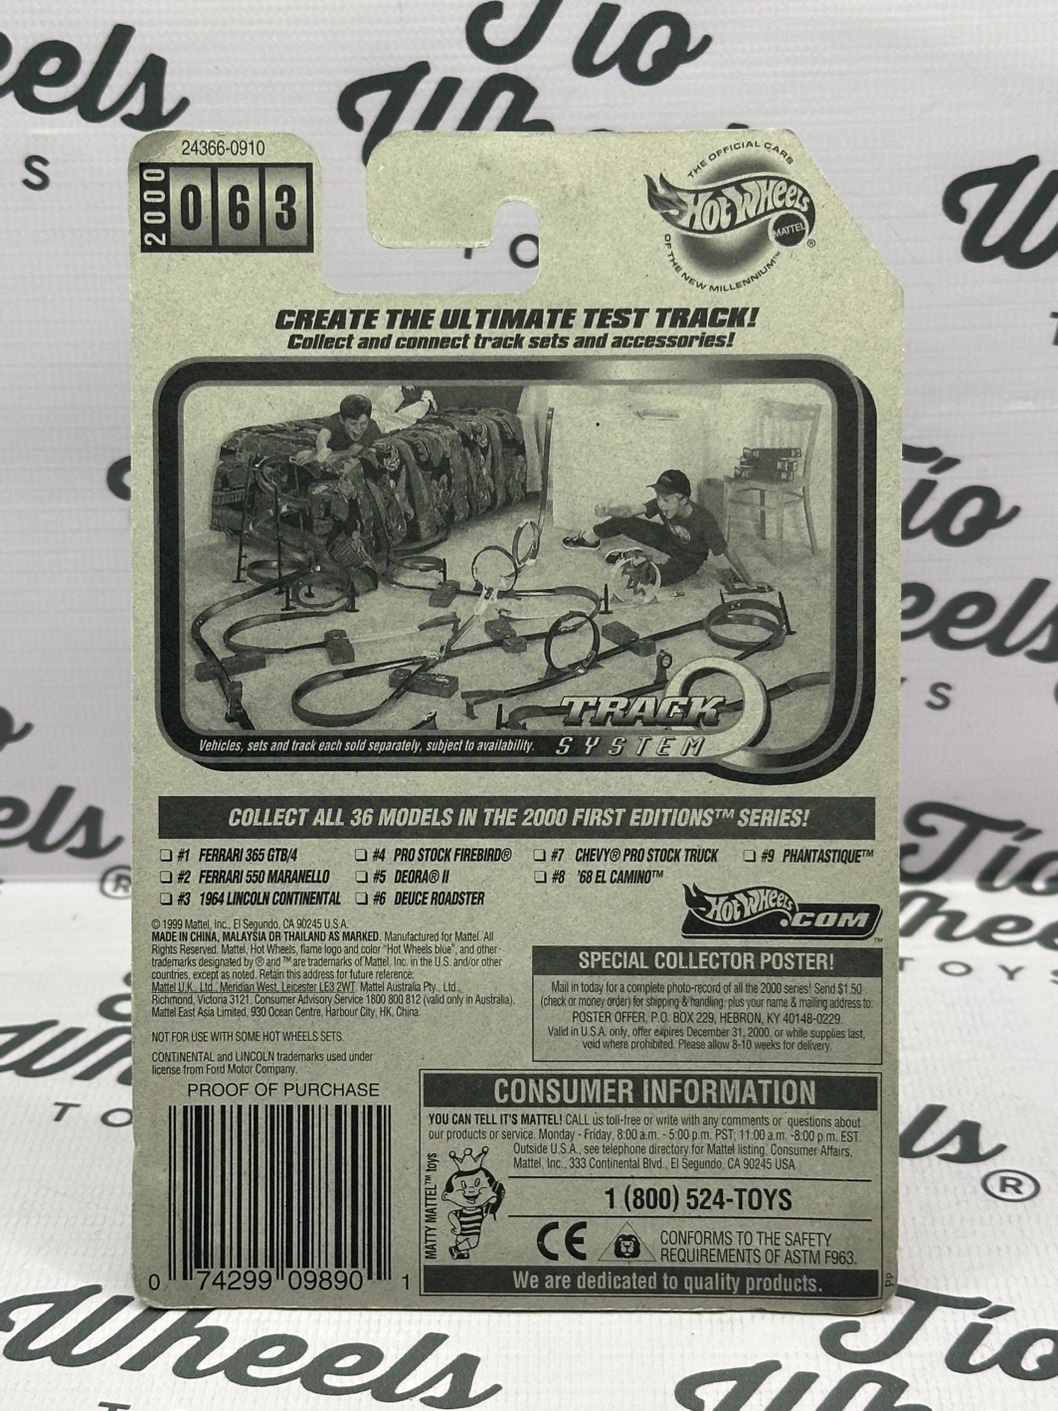 24366-0910
2000
063
THE OFFICIAL CARS
HOT WHEELS
MATTEL
®
OF THE NEW MILLENNIUM™
CREATE THE ULTIMATE TEST TRACK!
Collect and connect track sets and accessories!
TRACK
SYSTEM
Vehicles, sets and track each sold separately, subject to availability.
COLLECT ALL 36 MODELS IN THE 2000 FIRST EDITIONS™ SERIES!
#1 FERRARI 365 GTB/4
#2 FERRARI 550 MARANELLO
#3 1964 LINCOLN CONTINENTAL
#4 PRO STOCK FIREBIRD®
#5 DEORA® II
#6 DEUCE ROADSTER
#7 CHEVY® PRO STOCK TRUCK
#8 '68 EL CAMINO™
#9 PHANTASTIQUE™
HOT WHEELS
.COM
™
© 1999 Mattel, Inc., El Segundo, CA 90245 U.S.A.
MADE IN CHINA, MALAYSIA OR THAILAND AS MARKED. Manufactured for Mattel. All
Rights Reserved. Mattel, Hot Wheels, flame logo and color "Hot Wheels blue", and other
trademarks designated by ® and ™ are trademarks of Mattel, Inc. in the U.S. and/or other
countries, except as noted. Retain this address for future reference:
Mattel U.K., Ltd., Meridian West, Leicester LE3 2WT. Mattel Australia Pty., Ltd.,
Richmond, Victoria 3121. Consumer Advisory Service 1800 800 812 (valid only in Australia).
Mattel East Asia Limited, 930 Ocean Centre, Harbour City, HK, China.
NOT FOR USE WITH SOME HOT WHEELS SETS.
CONTINENTAL and LINCOLN trademarks used under
license from Ford Motor Company.
SPECIAL COLLECTOR POSTER!
Mail in today for a complete photo-record of all the 2000 series! Send $1.50
(check or money order) for shipping & handling, plus your name & mailing address to:
POSTER OFFER, P.O. BOX 229, HEBRON, KY 40148-0229.
Valid in U.S.A. only, offer expires December 31, 2000, or while supplies last,
void where prohibited. Please allow 8-10 weeks for delivery.
PROOF OF PURCHASE
0 74299 09890 1
CONSUMER INFORMATION
YOU CAN TELL IT'S MATTEL! CALL us toll-free or write with any comments or questions about
our products or service. Monday - Friday, 8:00 a.m. - 5:00 p.m. PST; 11:00 a.m. -8:00 p.m. EST.
Outside U.S.A., see telephone directory for Mattel listing. Consumer Affairs,
Mattel, Inc., 333 Continental Blvd., El Segundo, CA 90245 USA
MATTY MATTEL™ toys
1 (800) 524-TOYS
CE
CONFORMS TO THE SAFETY
REQUIREMENTS OF ASTM F963.
We are dedicated to quality products.
PP
Tio
Wheels
TOYS
®